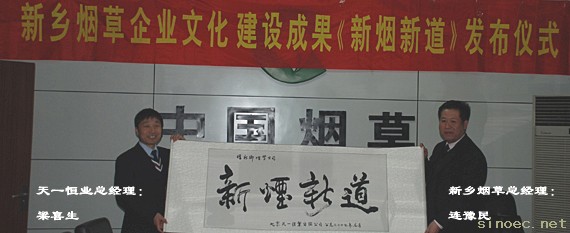 新乡烟草企业文化 建设成果《新烟新道》发布仪式
中国烟草
新煙新道
天一恒业总经理：
梁喜生
新乡烟草总经理：
连豫民
sinoec.net